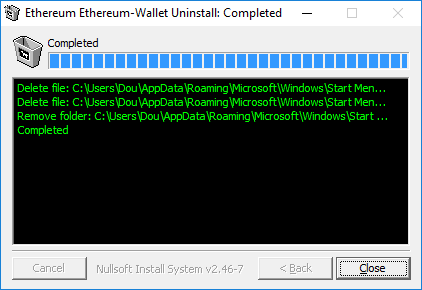 Ethereum Ethereum-Wallet Uninstall: Completed
Completed
Delete file: C:\Users\Dou\AppData\Roaming\Microsoft\Windows\Start Men...
Delete file: C:\Users\Dou\AppData\Roaming\Microsoft\Windows\Start Men...
Remove folder: C:\Users\Dou\AppData\Roaming\Microsoft\Windows\Start ...
Completed
Cancel Nullsoft Install System v2.46-7 < Back Close